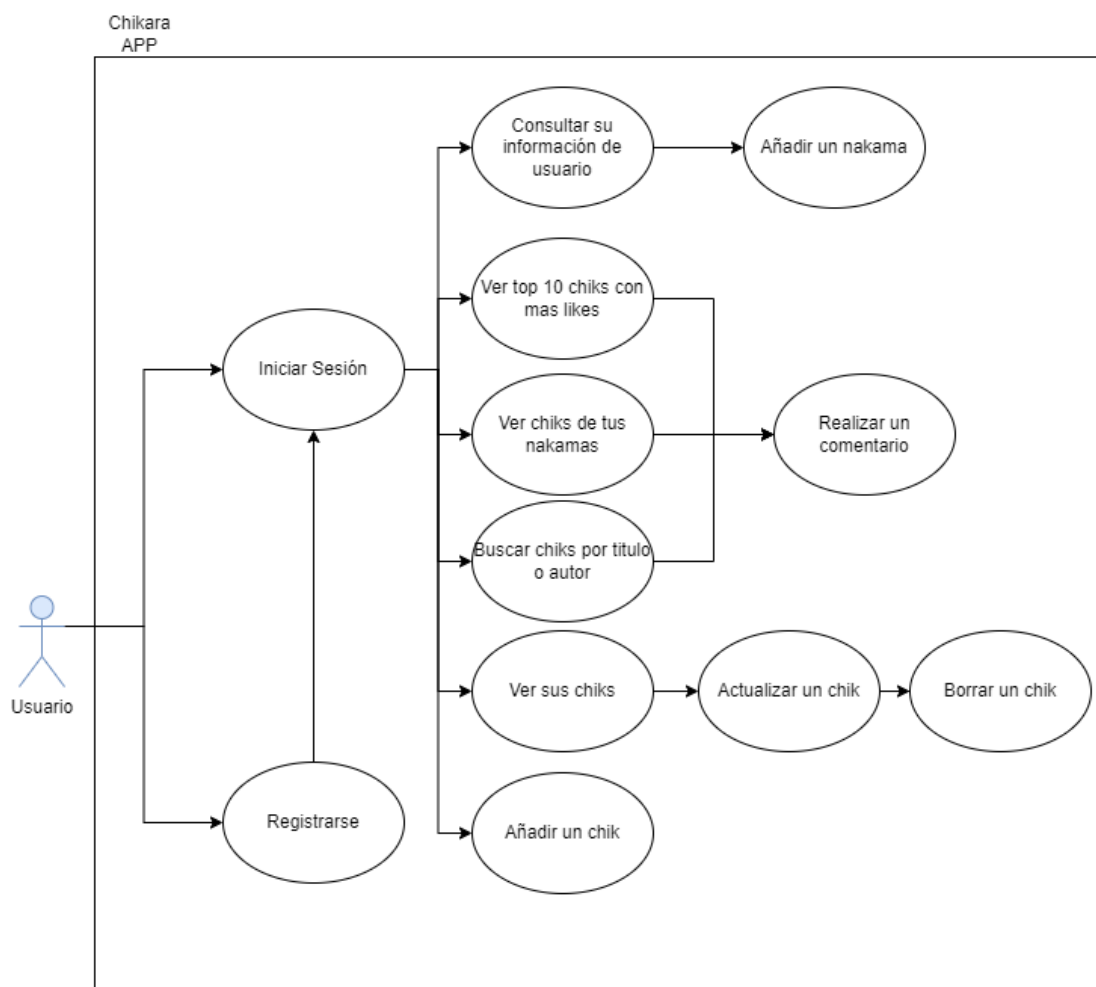 Chikara
APP
Consultar su
información de
usuario
Añadir un nakama
Ver top 10 chiks con
mas likes
Iniciar Sesión
Ver chiks de tus
nakamas
Realizar un
comentario
Buscar chiks por titulo
o autor
Usuario
Ver sus chiks
Actualizar un chik
Borrar un chik
Registrarse
Añadir un chik